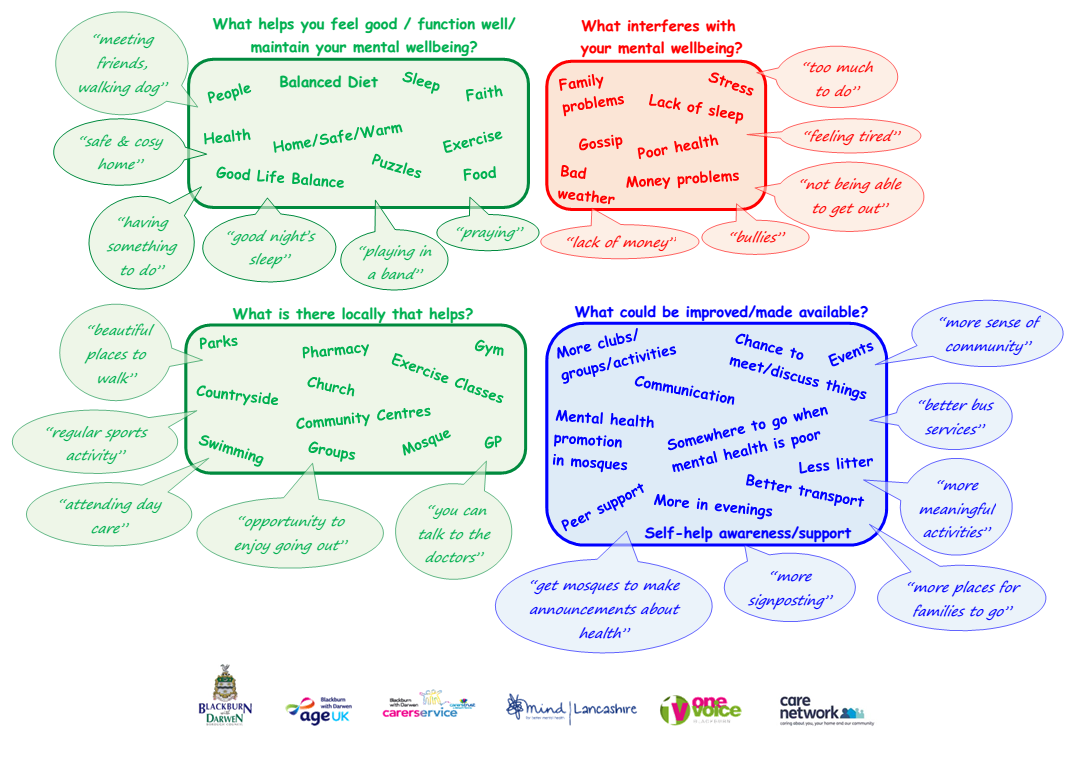 What helps you feel good / function well/
maintain your mental wellbeing?
“meeting
friends,
walking dog”
“safe & cosy
home”
“having
something
to do”
“good night’s
sleep”
“playing in
a band”
“praying”
People
Balanced Diet
Sleep
Faith
Health
Home/Safe/Warm
Exercise
Good Life Balance
Puzzles
Food
What interferes with
your mental wellbeing?
Family
problems
Stress
Lack of sleep
Gossip
Poor health
Bad
weather
Money problems
“too much
to do”
“feeling tired”
“not being able
to get out”
“lack of money”
“bullies”
What is there locally that helps?
Parks
Pharmacy
Gym
Exercise Classes
Countryside
Church
Community Centres
Swimming
Groups
Mosque
GP
“beautiful
places to
walk”
“regular sports
activity”
“attending day
care”
“opportunity to
enjoy going out”
“you can
talk to the
doctors”
What could be improved/made available?
More clubs/
groups/activities
Chance to
meet/discuss things
Events
Communication
Mental health
promotion
in mosques
Somewhere to go when
mental health is poor
Less litter
Better transport
Peer support
More in evenings
Self-help awareness/support
“more sense of
community”
“better bus
services”
“more
meaningful
activities”
“get mosques to make
announcements about
health”
“more
signposting”
“more places for
families to go”
BLACKBURN
with
DARWEN
BOROUGH COUNCIL
Blackburn
with Darwen
age UK
Blackburn
with Darwen
carersservice
carerstrust
mind
for better mental health
Lancashire
one
voice
BLACKBURN
care
network
caring about you, your home and our community